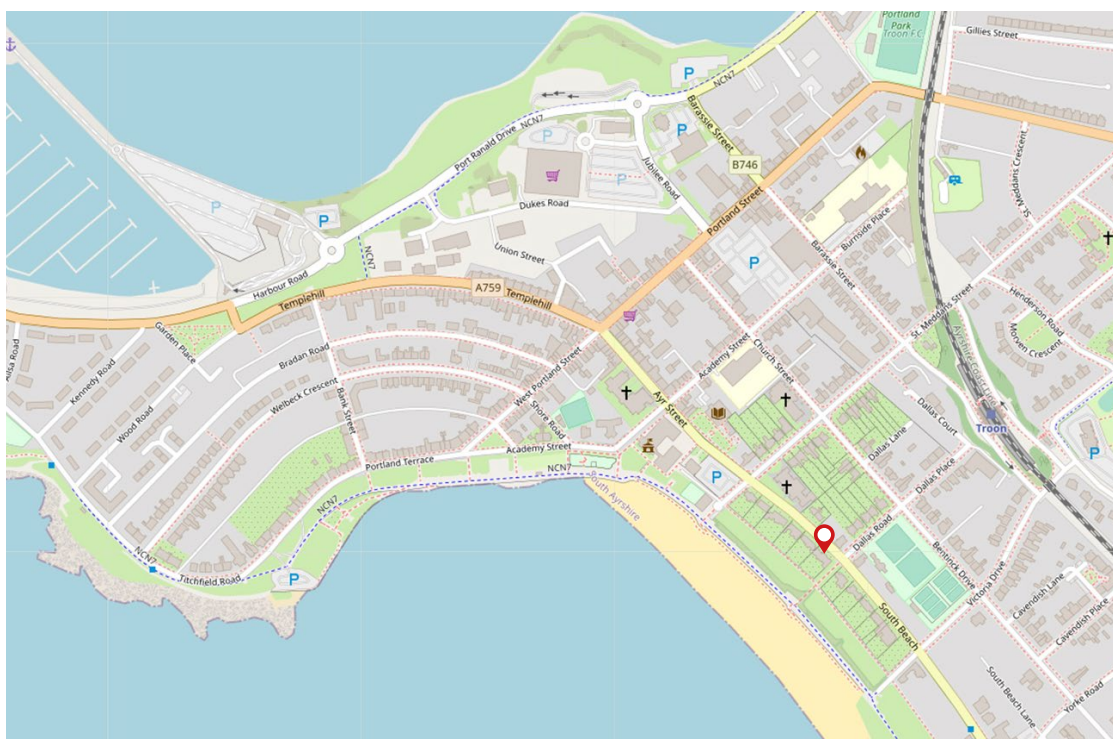 Portland
Park
Troon F.C.
Gillies Street
NCN7
P
Barassie Street
NCN7
Port Ranald Drive
P
P
P
Jubilee Road
B746
St. Meddans Crescent
P
P
Dukes Road
Portland Street
Burnside Place
NCN7
Union Street
P
Barassie Street
Harbour Road
Templehill
A759
Templehill
St. Meddans Street
Henderson Road
Garden Place
Ailsa Road
Kennedy Road
Bradan Road
Academy Street
Church Street
Morven Crescent
Ayrshire Coast Line
Wood Road
Welbeck Crescent
Bank Street
West Portland Street
Shore Road
Ayr Street
Dallas Court
Troon
Dallas Lane
Academy Street
Portland Terrace
NCN7
P
P
Dallas Place
South Ayrshire
NCN7
Dallas Road
NCN7
Titchfield Road
P
Bentinck Drive
Victoria Drive
Cavendish Lane
Cavendish Place
South Beach
South Beach Lane
Yorke Road